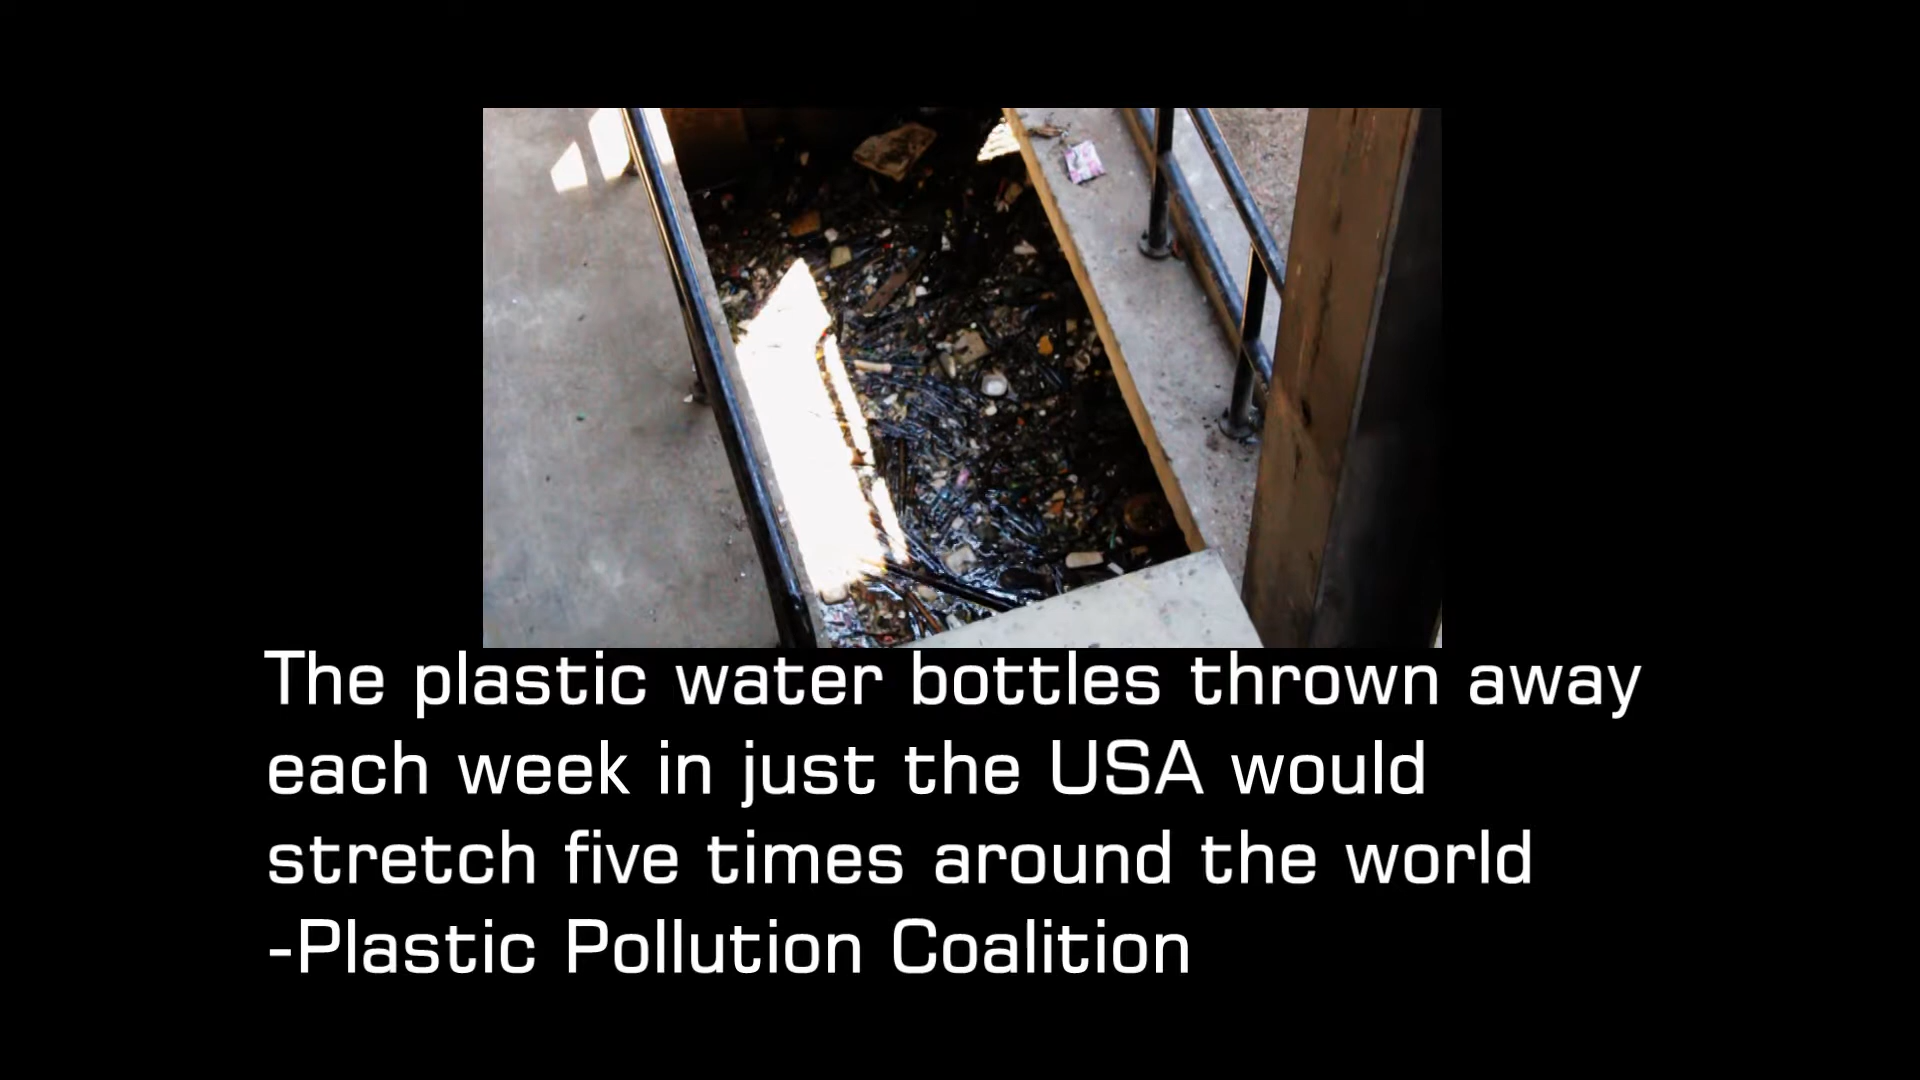 The plastic water bottles thrown away
each week in just the USA would
stretch five times around the world
-Plastic Pollution Coalition